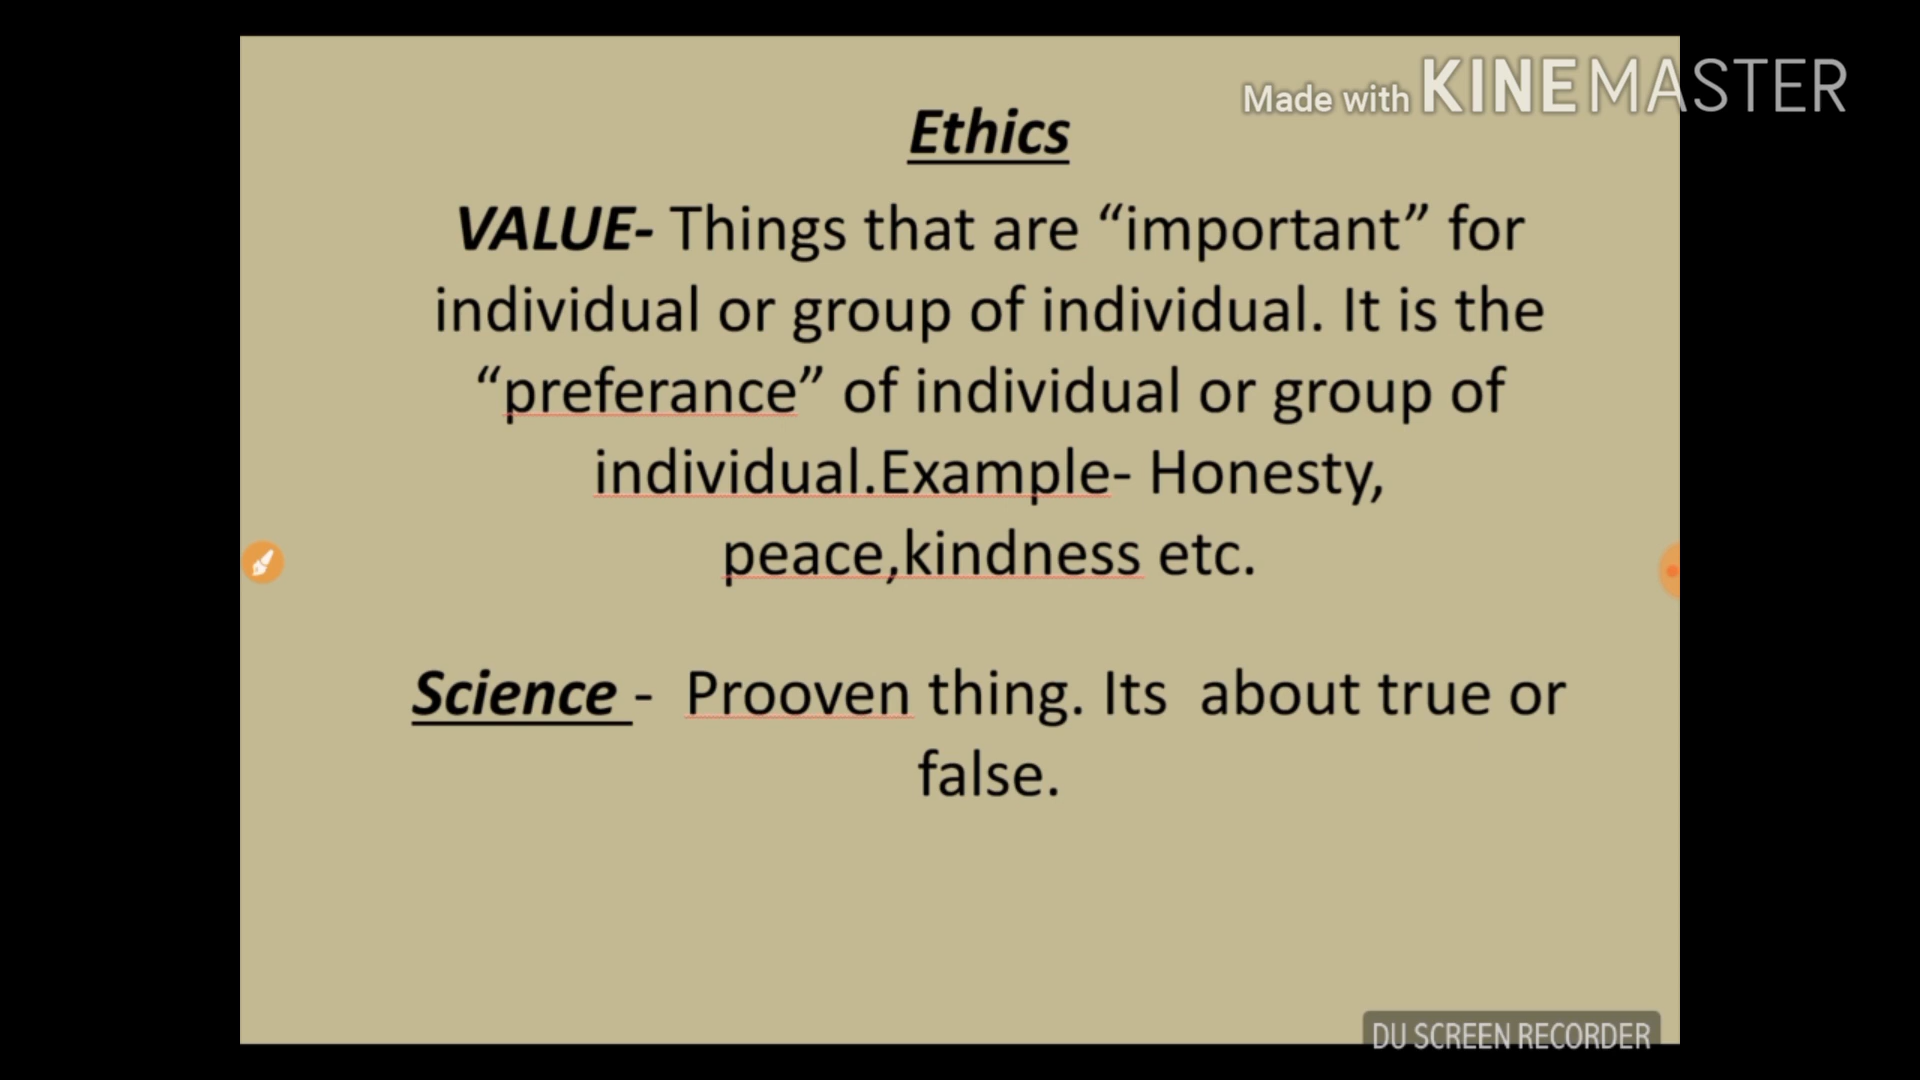 Made with KINEMASTER
Ethics
VALUE- Things that are “important” for
individual or group of individual. It is the
“preferance” of individual or group of
individual.Example- Honesty,
peace,kindness etc.
Science - Prooven thing. Its  about true or
false.
DU SCREEN RECORDER